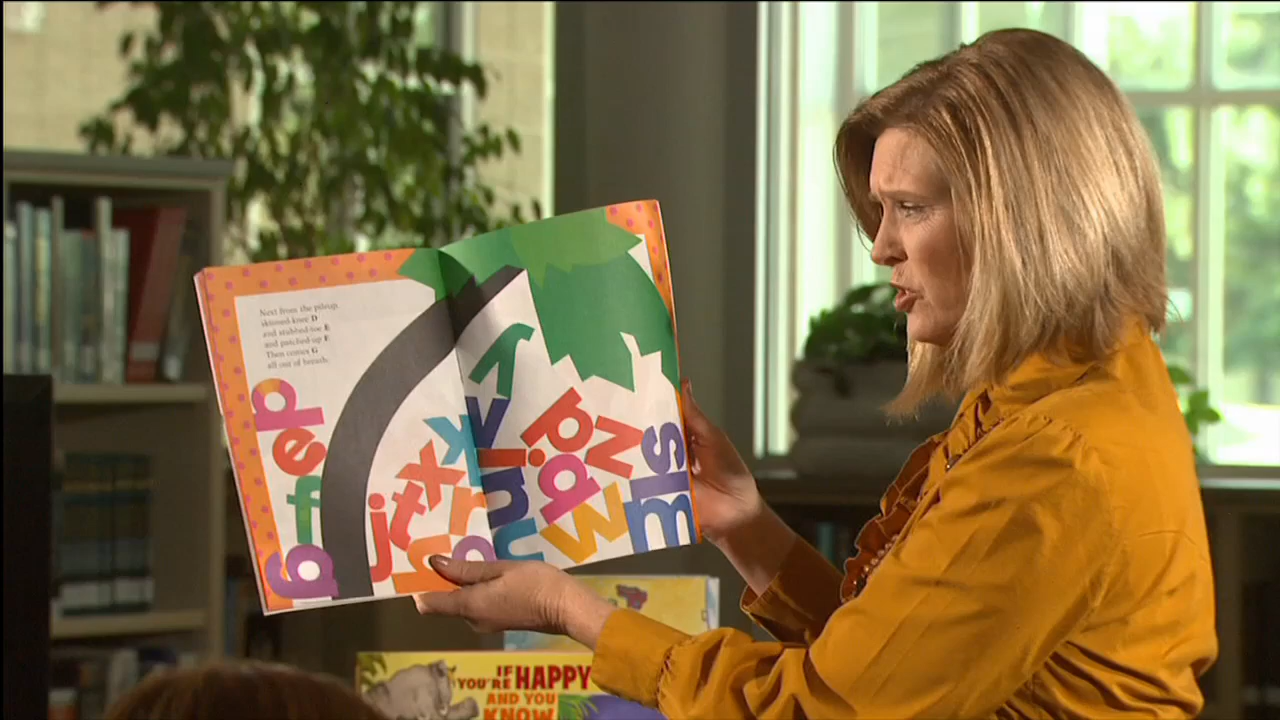 Next from the pileup
skinned-knee D
and stubbed-toe E
and patched-up F.
Then comes G
all out of breath.
d
e
f
g
j
t
x
r
h
q
k
v
l
u
n
p
i
q
z
w
s
l
m
IF
YOU'RE HAPPY
AND YOU
KNOW